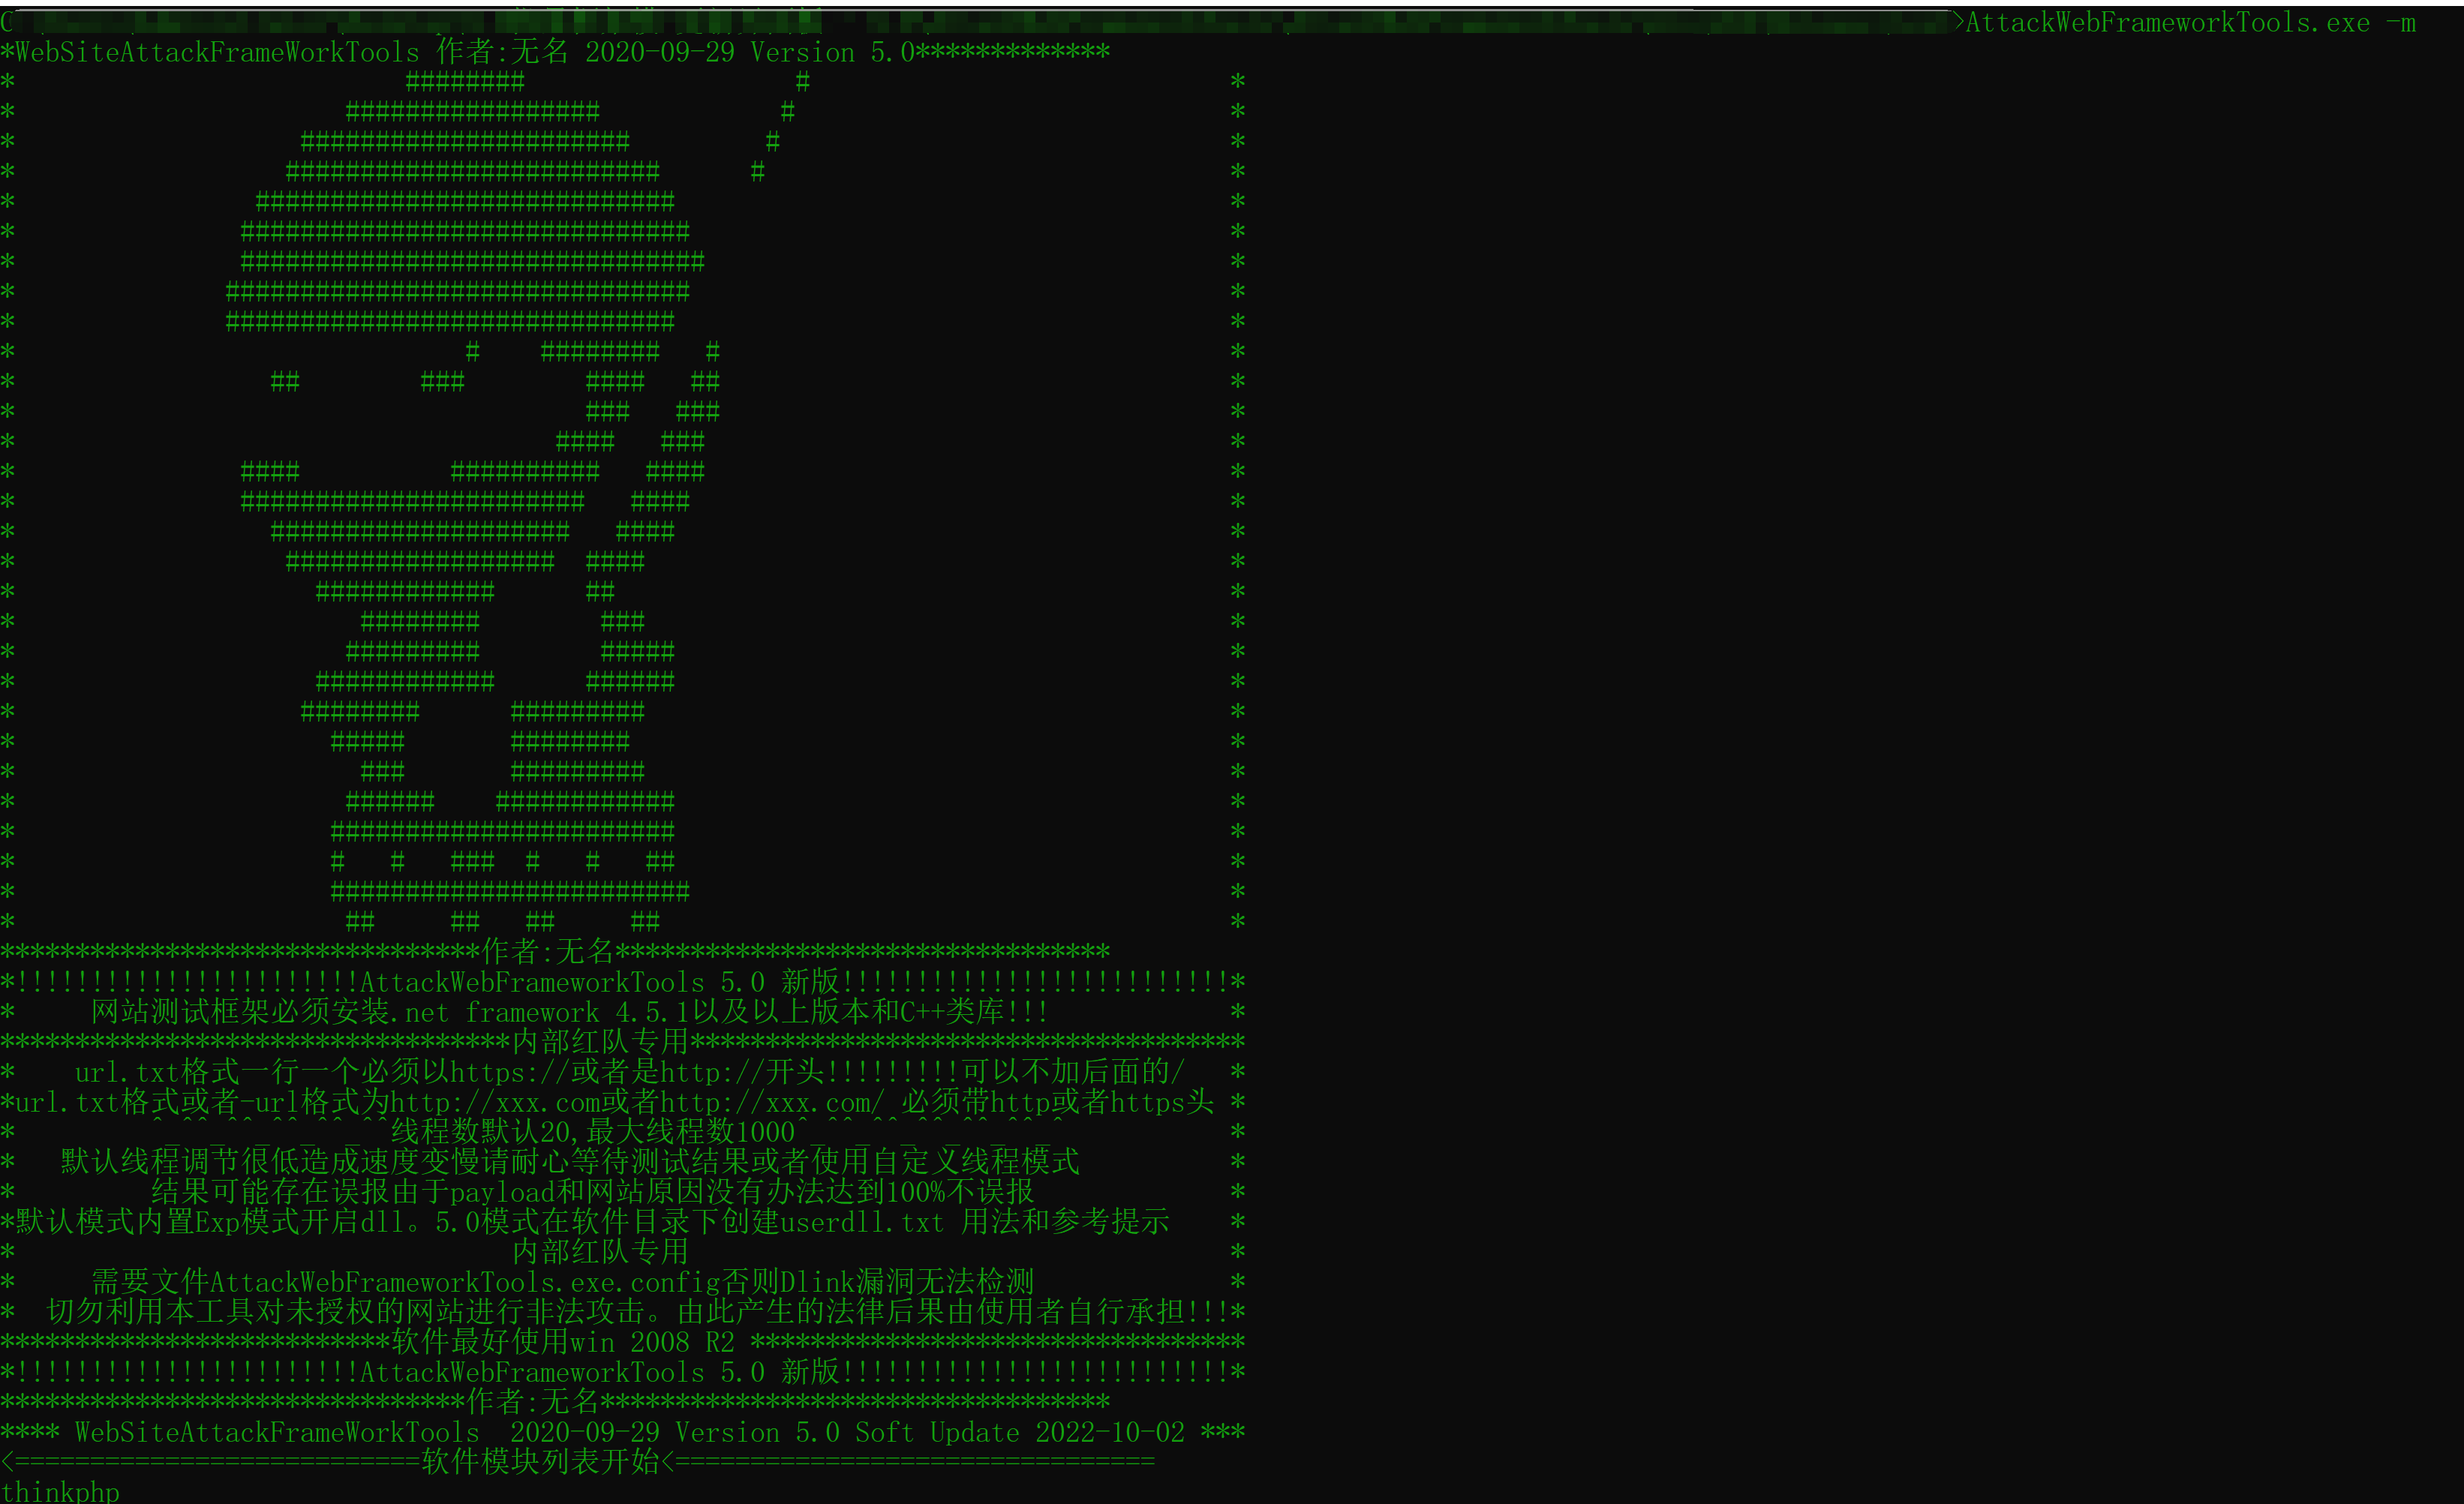 C >AttackWebFrameworkTools.exe -m
*WebSiteAttackFrameWorkTools 作者:无名 2020-09-29 Version 5.0*************
********************************作者:无名*********************************
*!!!!!!!!!!!!!!!!!!!!!!!AttackWebFrameworkTools 5.0 新版!!!!!!!!!!!!!!!!!!!!!!!!!!*
*     网站测试框架必须安装.net framework 4.5.1以及以上版本和C++类库!!!            *
**********************************内部红队专用*************************************
*    url.txt格式一行一个必须以https://或者是http://开头!!!!!!!!!可以不加后面的/   *
*url.txt格式或者-url格式为http://xxx.com或者http://xxx.com/ 必须带http或者https头 *
*         ^_^^_^^_^^_^^_^^线程数默认20,最大线程数1000^_^^_^^_^^_^^_^^_^           *
*   默认线程调节很低造成速度变慢请耐心等待测试结果或者使用自定义线程模式          *
*         结果可能存在误报由于payload和网站原因没有办法达到100%不误报             *
*默认模式内置Exp模式开启dll。5.0模式在软件目录下创建userdll.txt 用法和参考提示    *
*                                 内部红队专用                                    *
*     需要文件AttackWebFrameworkTools.exe.config否则Dlink漏洞无法检测             *
*  切勿利用本工具对未授权的网站进行非法攻击。由此产生的法律后果由使用者自行承担!!!*
**************************软件最好使用win 2008 R2 *********************************
*!!!!!!!!!!!!!!!!!!!!!!!AttackWebFrameworkTools 5.0 新版!!!!!!!!!!!!!!!!!!!!!!!!!!*
*******************************作者:无名**********************************
**** WebSiteAttackFrameWorkTools  2020-09-29 Version 5.0 Soft Update 2022-10-02 ***
<===========================软件模块列表开始<================================
thinkphp